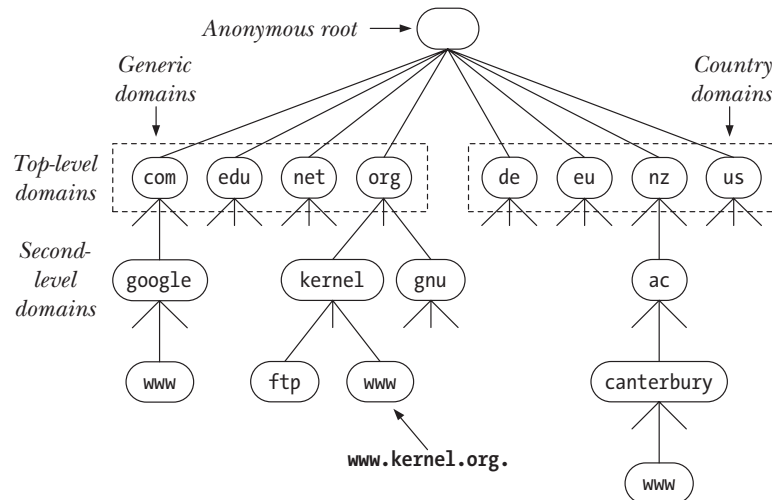 Anonymous root
Generic
domains
Country
domains
Top-level
domains
com edu net org de eu nz us
Second-
level
domains
google kernel gnu ac
www ftp www canterbury
www.kernel.org.
www